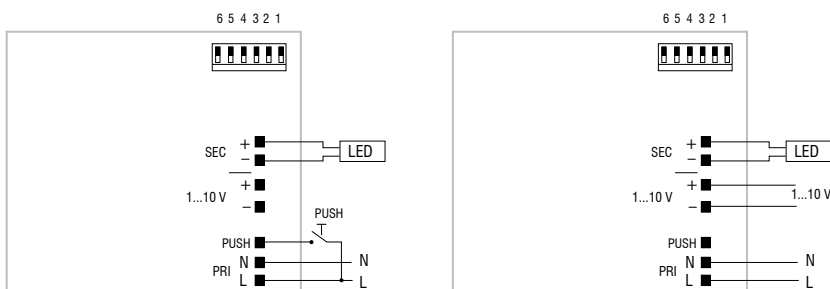 6 5 4 3 2 1
SEC + −
LED
1...10 V + −
PUSH
PUSH
PRI N L
N
L
6 5 4 3 2 1
SEC + −
LED
1...10 V + −
1...10 V
PUSH
PRI N L
N
L